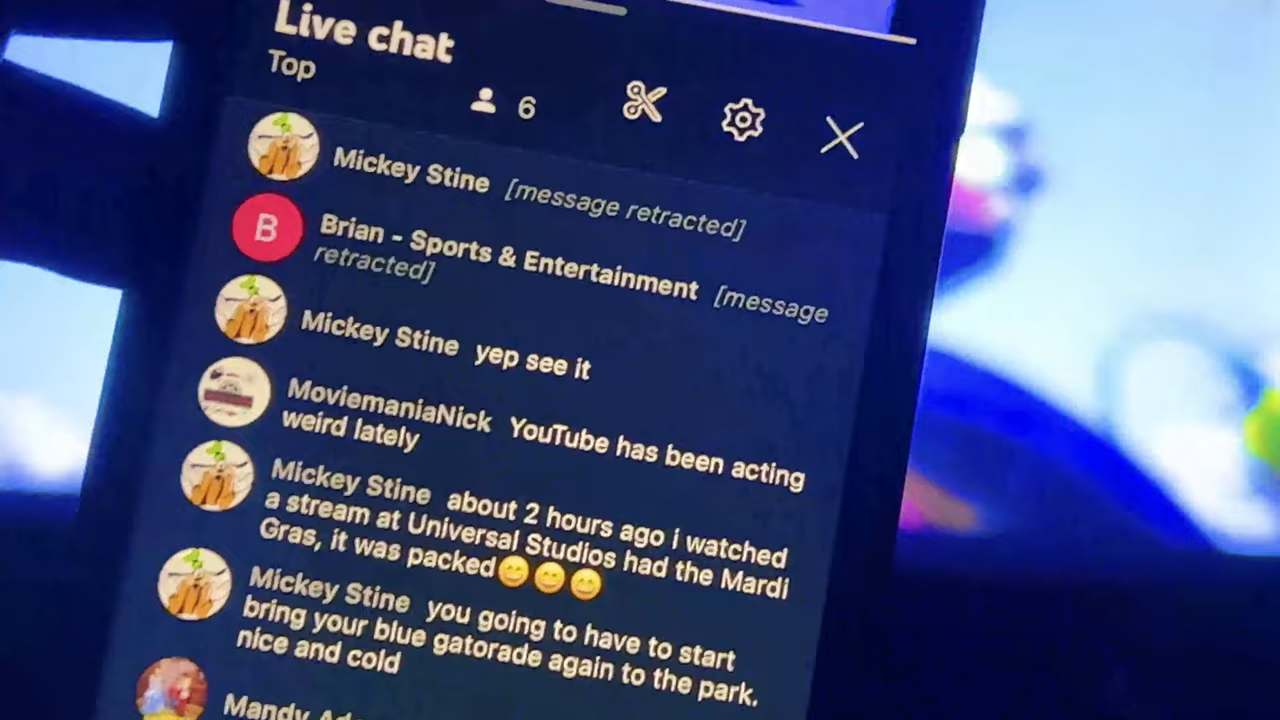 Live chat
Top
6
Mickey Stine [message retracted]
B
Brian - Sports & Entertainment [message
retracted]
Mickey Stine yep see it
MoviemaniaNick YouTube has been acting
weird lately
Mickey Stine about 2 hours ago i watched
a stream at Universal Studios had the Mardi
Gras, it was packed😄😄😄
Mickey Stine you going to have to start
bring your blue gatorade again to the park.
nice and cold
Mandy